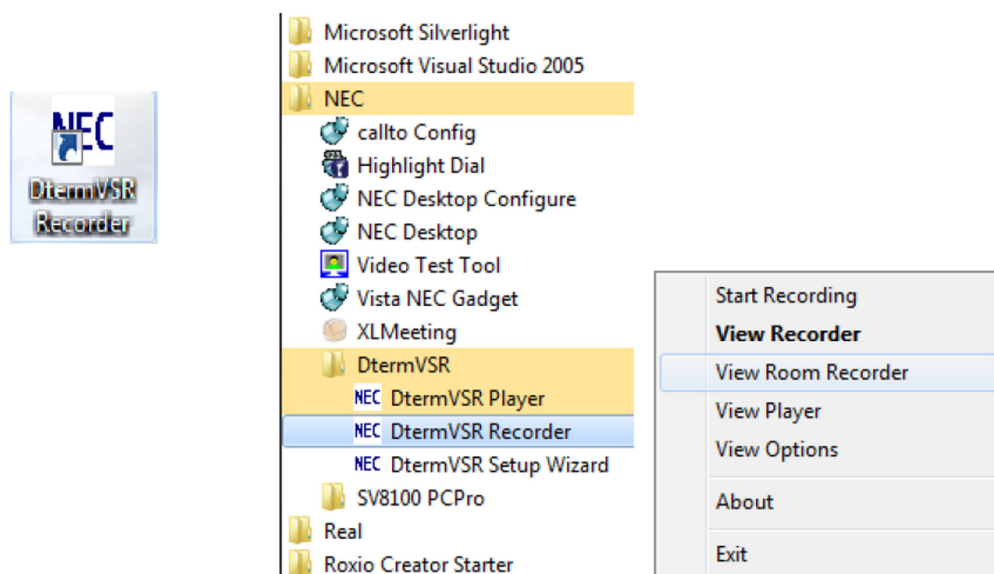 NEC
DtermVSR
Recorder
Microsoft Silverlight
Microsoft Visual Studio 2005
NEC
callto Config
Highlight Dial
NEC Desktop Configure
NEC Desktop
Video Test Tool
Vista NEC Gadget
XLMeeting
DtermVSR
NEC DtermVSR Player
NEC DtermVSR Recorder
NEC DtermVSR Setup Wizard
SV8100 PCPro
Real
Roxio Creator Starter
Start Recording
View Recorder
View Room Recorder
View Player
View Options
About
Exit